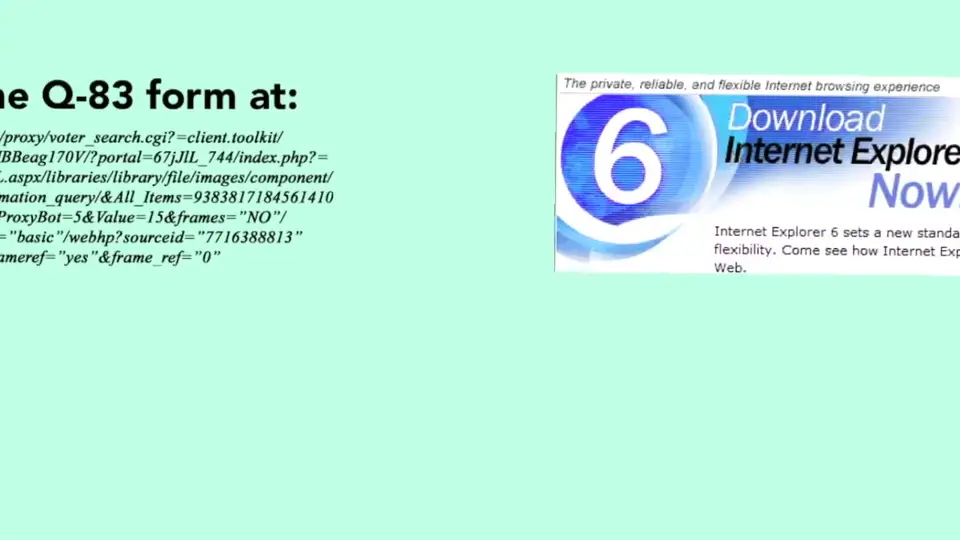 ne Q-83 form at:
/proxy/voter_search.cgi?=client.toolkit/
IBBeag170V/?portal=67jJlL_744/index.php?=
L.aspx/libraries/library/file/images/component/
mation_query/&All_Items=9383817184561410
ProxyBot=5&Value=15&frames="NO"/
="basic"/webhp?sourceid="7716388813"
ameref="yes"&frame_ref="0"
The private, reliable, and flexible Internet browsing experience
6
Download
Internet Explore
Now
Internet Explorer 6 sets a new standa
flexibility. Come see how Internet Exp
Web.